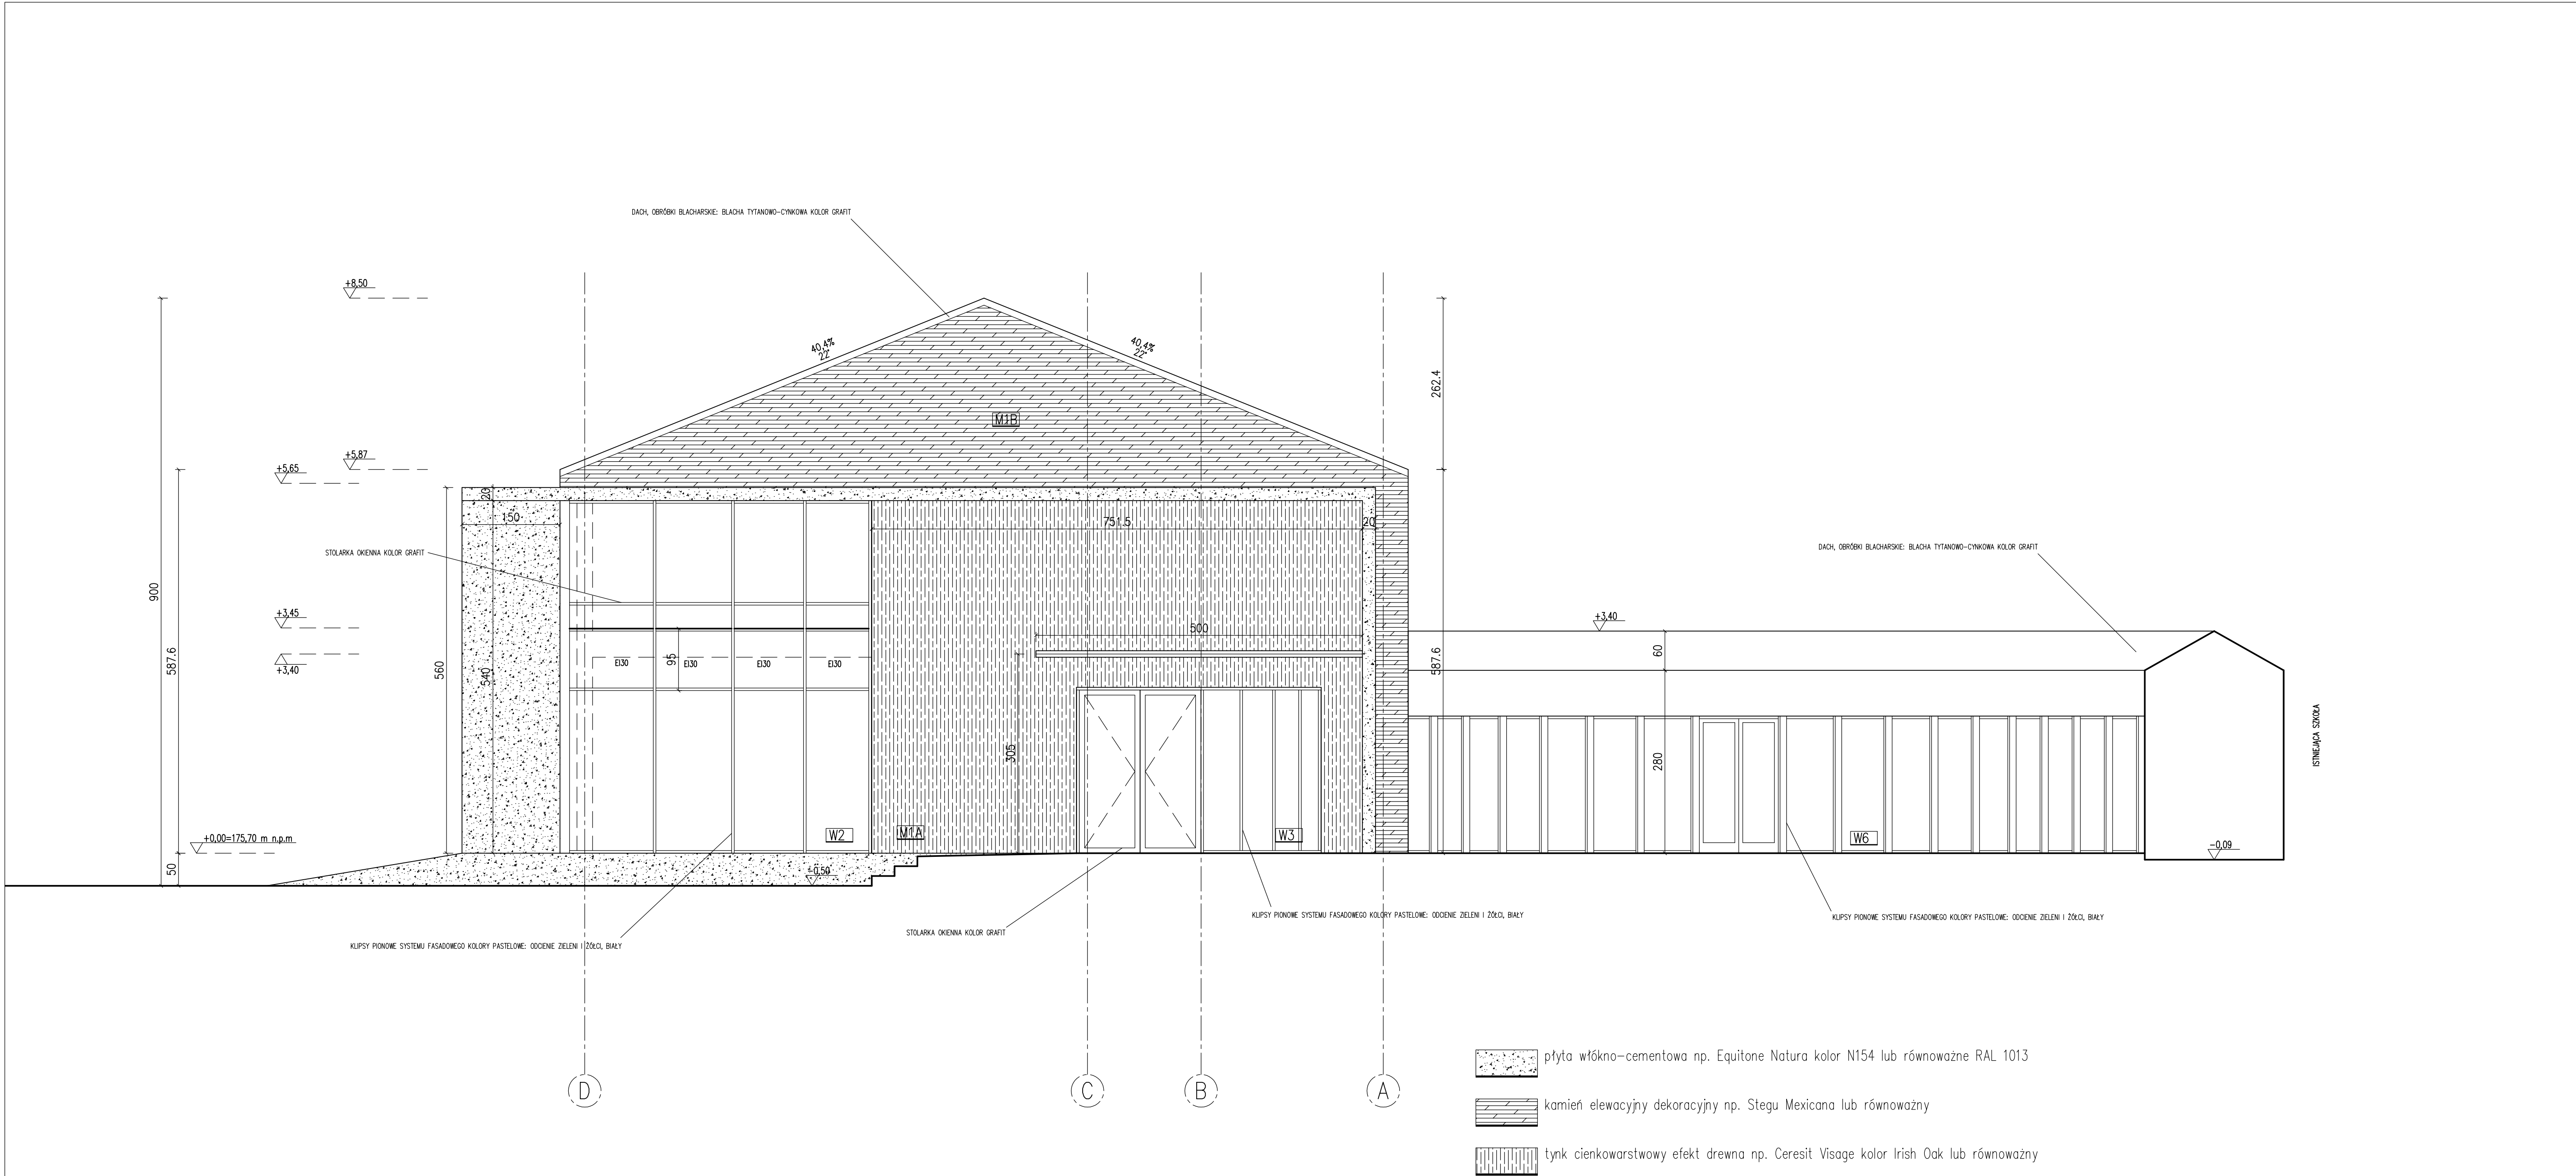 DACH, OBRÓBKI BLACHARSKIE: BLACHA TYTANOWO-CYNKOWA KOLOR GRAFIT
+8,50
40,4%
22°
40,4%
22°
262.4
M1B
+5,87
+5,65
20
150
751.5
20
STOLARKA OKIENNA KOLOR GRAFIT
DACH, OBRÓBKI BLACHARSKIE: BLACHA TYTANOWO-CYNKOWA KOLOR GRAFIT
900
+3,45
+3,40
500
587.6
560
540
95
EI30
EI30
EI30
EI30
587.6
60
+3,40
305
280
ISTNIEJĄCA SZKOŁA
+0,00=175,70 m n.p.m
W2
M1A
W3
W6
-0,09
50
-0,50
KLIPSY PIONOWE SYSTEMU FASADOWEGO KOLORY PASTELOWE: ODCIENIE ZIELENI I ŻÓŁCI, BIAŁY
KLIPSY PIONOWE SYSTEMU FASADOWEGO KOLORY PASTELOWE: ODCIENIE ZIELENI I ŻÓŁCI, BIAŁY
STOLARKA OKIENNA KOLOR GRAFIT
KLIPSY PIONOWE SYSTEMU FASADOWEGO KOLORY PASTELOWE: ODCIENIE ZIELENI I ŻÓŁCI, BIAŁY
D
C
B
A
płyta włókno-cementowa np. Equitone Natura kolor N154 lub równoważne RAL 1013
kamień elewacyjny dekoracyjny np. Stegu Mexicana lub równoważny
tynk cienkowarstwowy efekt drewna np. Ceresit Visage kolor Irish Oak lub równoważny